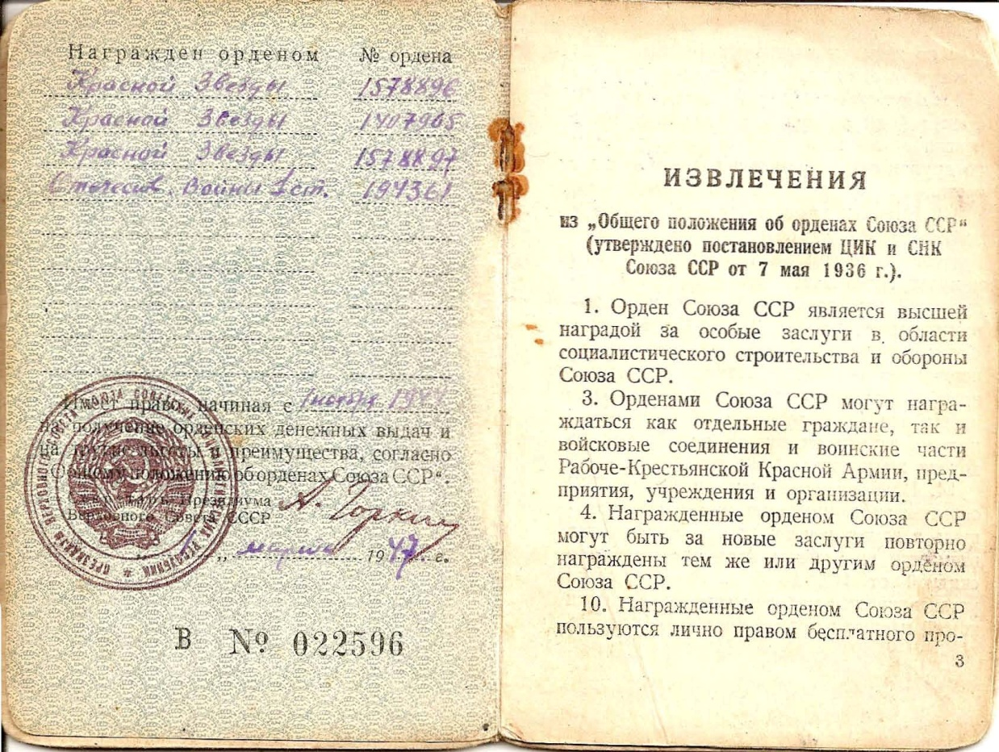 Награжден орденом № ордена
Красной Звезды 1578896
Красной Звезды 1407965
Красной Звезды 1578897
Отечеств. Войны 1 ст. 194361
Имеет право начиная с 1 ноября
на получение орденских денежных выдач и
на другие льготы и преимущества, согласно
„Общему положению об орденах Союза ССР“.
Секретарь Президиума
Верховного Совета СССР А. Горкин
марта 1947 г.
В № 022596
ИЗВЛЕЧЕНИЯ
из „Общего положения об орденах Союза ССР“
(утверждено постановлением ЦИК и СНК
Союза ССР от 7 мая 1936 г.).
1. Орден Союза ССР является высшей
наградой за особые заслуги в области
социалистического строительства и обороны
Союза ССР.
3. Орденами Союза ССР могут награ-
ждаться как отдельные граждане, так и
войсковые соединения и воинские части
Рабоче-Крестьянской Красной Армии, пред-
приятия, учреждения и организации.
4. Награжденные орденом Союза ССР
могут быть за новые заслуги повторно
награждены тем же или другим орденом
Союза ССР.
10. Награжденные орденом Союза ССР
пользуются лично правом бесплатного про-
3